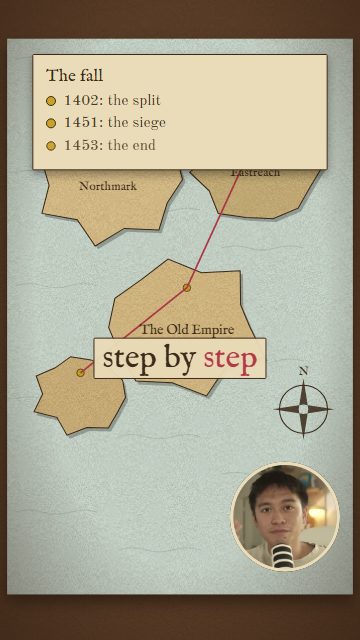 The fall
1402: the split
1451: the siege
1453: the end
Eastreach
Northmark
The Old Empire
step by step
N